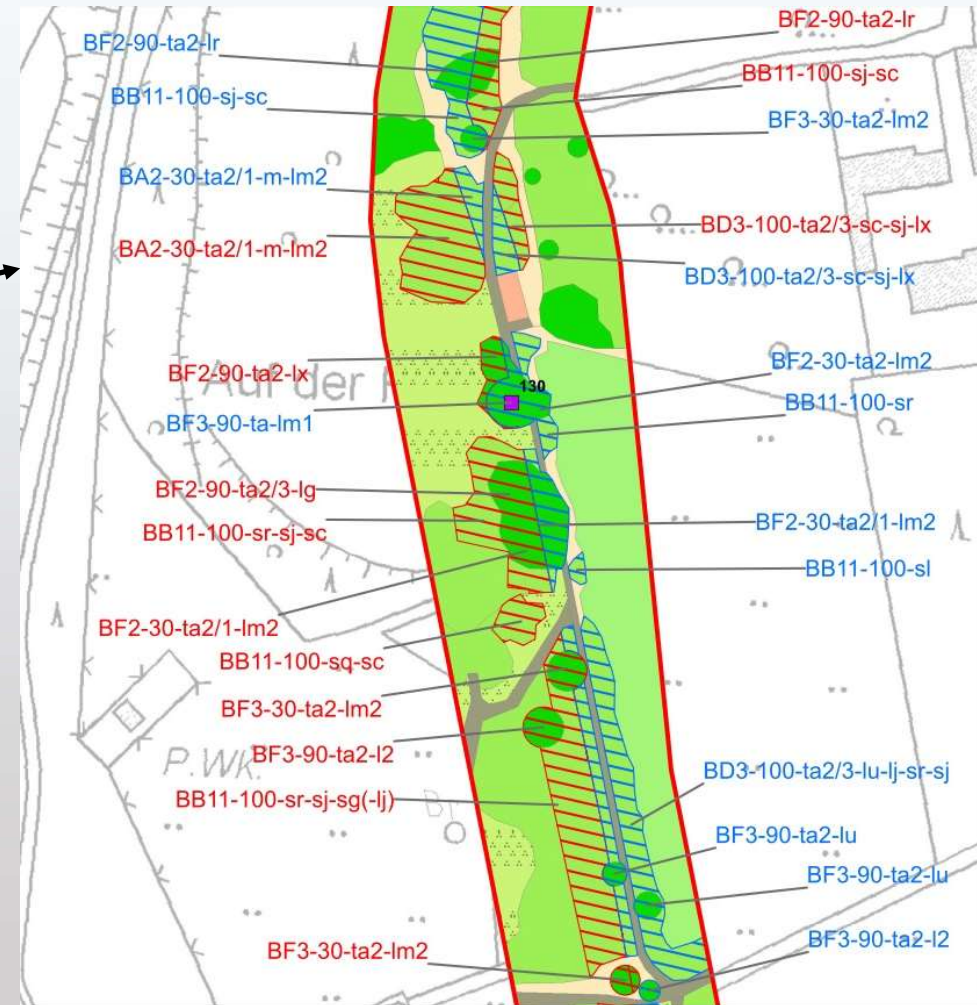 BF2-90-ta2-lr
BF2-90-ta2-lr
BB11-100-sj-sc
BB11-100-sj-sc
BF3-30-ta2-lm2
BA2-30-ta2/1-m-lm2
BD3-100-ta2/3-sc-sj-lx
BA2-30-ta2/1-m-lm2
BD3-100-ta2/3-sc-sj-lx
BF2-90-ta2-lx
Auf der
130
BF2-30-ta2-lm2
BB11-100-sr
BF3-90-ta-lm1
BF2-90-ta2/3-lg
BB11-100-sr-sj-sc
BF2-30-ta2/1-lm2
BB11-100-sl
BF2-30-ta2/1-lm2
BB11-100-sq-sc
BF3-30-ta2-lm2
BF3-90-ta2-l2
P.WK.
BD3-100-ta2/3-lu-lj-sr-sj
BB11-100-sr-sj-sg(-lj)
BF3-90-ta2-lu
BF3-90-ta2-lu
BF3-90-ta2-l2
BF3-30-ta2-lm2